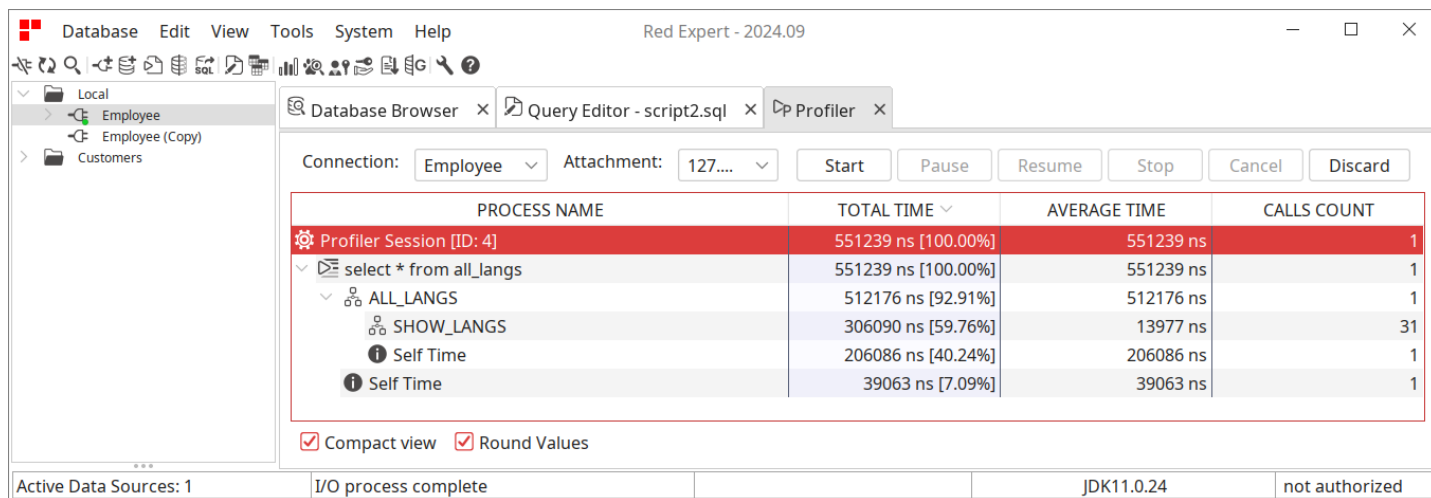 Database Edit View Tools System Help Red Expert - 2024.09
SQL G
Local
Employee
Employee (Copy)
Customers
Database Browser Query Editor - script2.sql Profiler
Connection: Employee Attachment: 127.... Start Pause Resume Stop Cancel Discard
PROCESS NAME TOTAL TIME AVERAGE TIME CALLS COUNT
Profiler Session [ID: 4] 551239 ns [100.00%] 551239 ns 1
select * from all_langs 551239 ns [100.00%] 551239 ns 1
ALL_LANGS 512176 ns [92.91%] 512176 ns 1
SHOW_LANGS 306090 ns [59.76%] 13977 ns 31
Self Time 206086 ns [40.24%] 206086 ns 1
Self Time 39063 ns [7.09%] 39063 ns 1
Compact view Round Values
Active Data Sources: 1 I/O process complete JDK11.0.24 not authorized